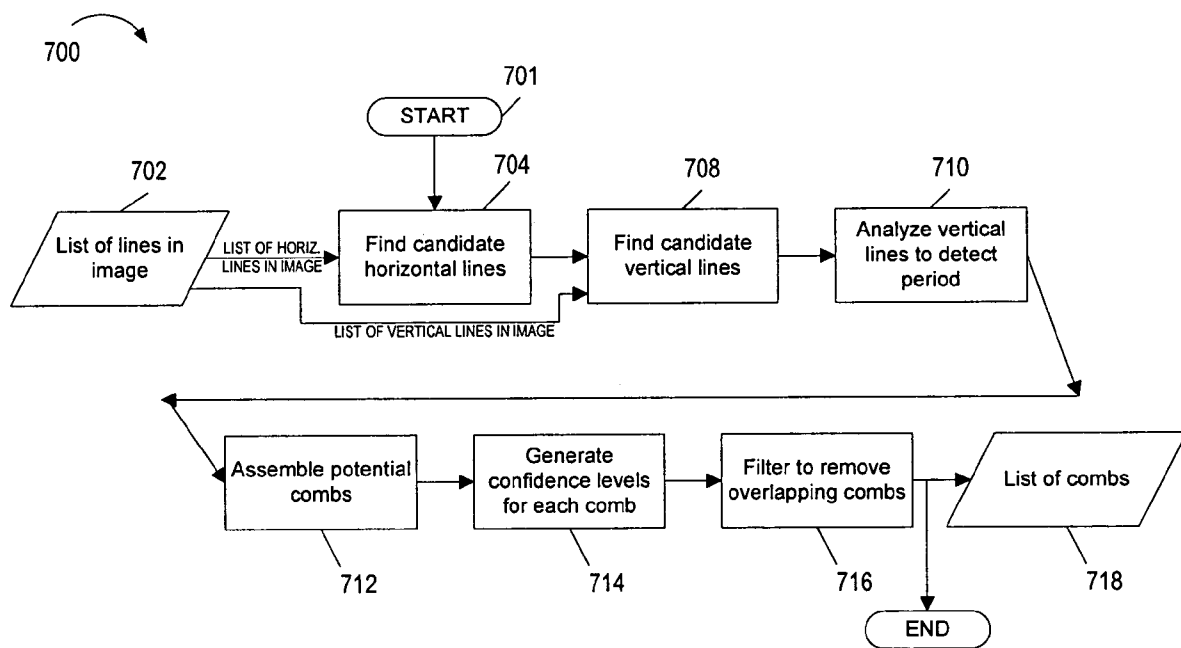 700
701
START
702
704
708
710
List of lines in
image
LIST OF HORIZ.
LINES IN IMAGE
Find candidate
horizontal lines
Find candidate
vertical lines
Analyze vertical
lines to detect
period
LIST OF VERTICAL LINES IN IMAGE
Assemble potential
combs
Generate
confidence levels
for each comb
Filter to remove
overlapping combs
List of combs
712
714
716
718
END